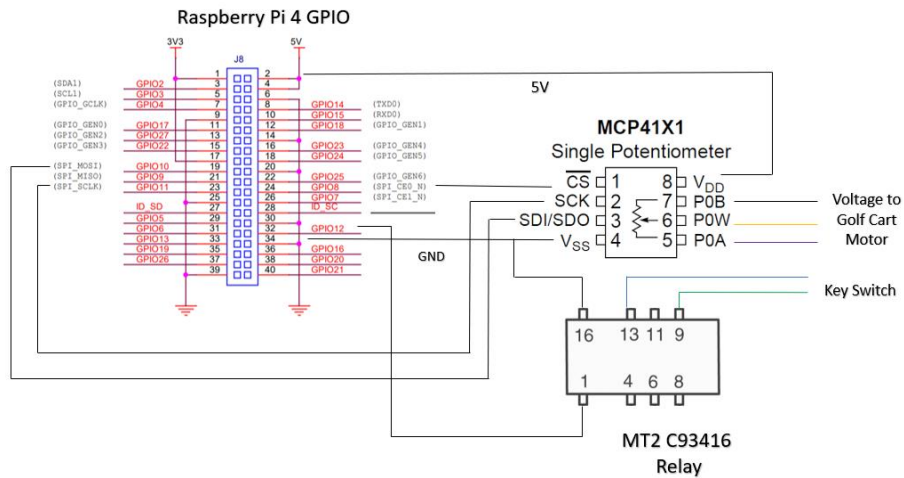 Raspberry Pi 4 GPIO
3V3 5V
J8
1 2
(SDA1) GPIO2 3 4
(SCL1) GPIO3 5 6
(GPIO_GCLK) GPIO4 7 8 GPIO14 (TXD0)
9 10 GPIO15 (RXD0)
(GPIO_GEN0) GPIO17 11 12 GPIO18 (GPIO_GEN1)
(GPIO_GEN2) GPIO27 13 14
(GPIO_GEN3) GPIO22 15 16 GPIO23 (GPIO_GEN4)
17 18 GPIO24 (GPIO_GEN5)
(SPI_MOSI) GPIO10 19 20
(SPI_MISO) GPIO9 21 22 GPIO25 (GPIO_GEN6)
(SPI_SCLK) GPIO11 23 24 GPIO8 (SPI_CE0_N)
25 26 GPIO7 (SPI_CE1_N)
ID_SD 27 28 ID_SC
GPIO5 29 30
GPIO6 31 32 GPIO12
GPIO13 33 34
GPIO19 35 36 GPIO16
GPIO26 37 38 GPIO20
39 40 GPIO21
5V
GND
MCP41X1
Single Potentiometer
CS 1 8 VDD
SCK 2 7 P0B
SDI/SDO 3 6 P0W
VSS 4 5 P0A
Voltage to
Golf Cart
Motor
Key Switch
16 13 11 9
1 4 6 8
MT2 C93416
Relay